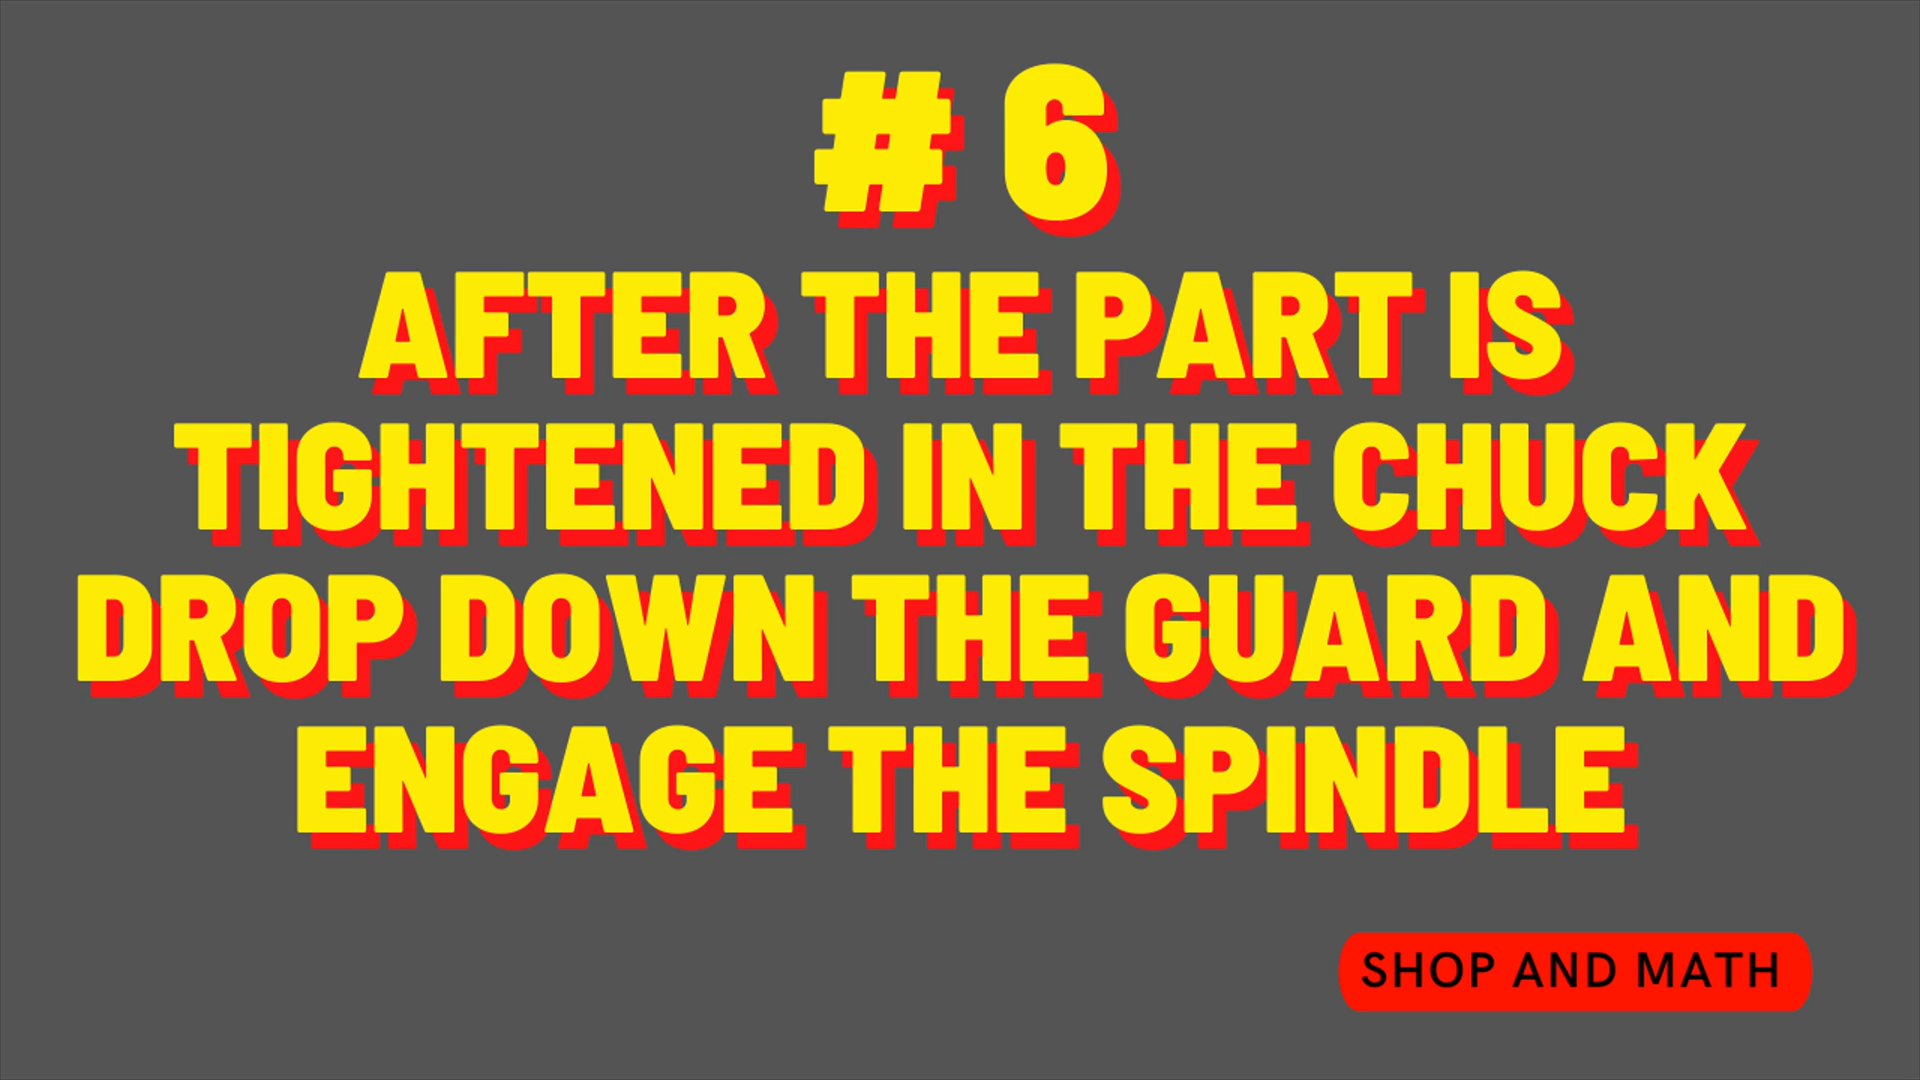 # 6
AFTER THE PART IS
TIGHTENED IN THE CHUCK
DROP DOWN THE GUARD AND
ENGAGE THE SPINDLE
SHOP AND MATH